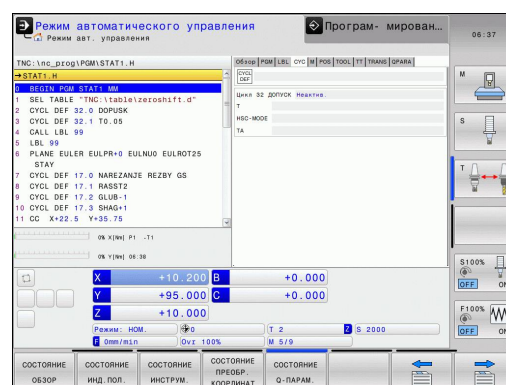 Режим автоматического управления
Режим авт. управления
Програм- мирован...
06:37
TNC:\nc_prog\PGM\STAT1.H
→STAT1.H
0 BEGIN PGM STAT1 MM
1 SEL TABLE "TNC:\table\zeroshift.d"
2 CYCL DEF 32.0 DOPUSK
3 CYCL DEF 32.1 T0.05
4 CALL LBL 99
5 LBL 99
6 PLANE EULER EULPR+0 EULNU0 EULROT25
STAY
7 CYCL DEF 17.0 NAREZANJE REZBY GS
8 CYCL DEF 17.1 RASST2
9 CYCL DEF 17.2 GLUB-1
10 CYCL DEF 17.3 SHAG+1
11 CC X+22.5 Y+35.75
Обзор PGM LBL CYC M POS TOOL TT TRANS QPARA
CYCL DEF
Цикл 32 ДОПУСК Неактив.
T
HSC-MODE
TA
0% X[Nm] P1 -T1
0% Y[Nm] 06:38
X +10.200 B +0.000
Y +95.000 C +0.000
Z +10.000
Режим: НОМ. 0 T 2 Z S 2000
F 0mm/min Ovr 100% M 5/9
M
S
T
S100%
OFF ON
F100%
OFF ON
СОСТОЯНИЕ ОБЗОР
СОСТОЯНИЕ ИНД.ПОЛ.
СОСТОЯНИЕ ИНСТРУМ.
СОСТОЯНИЕ ПРЕОБР. КООРДИНАТ
СОСТОЯНИЕ Q-ПАРАМ.